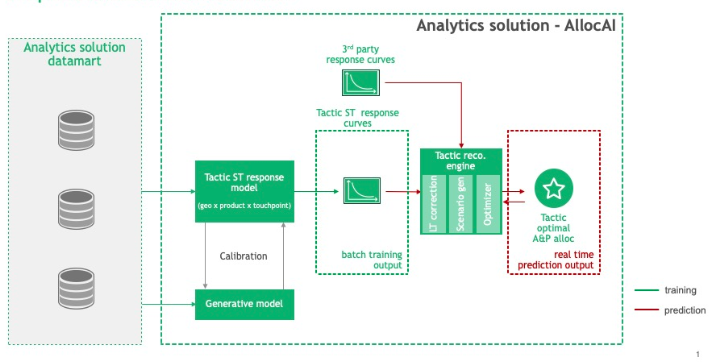 Analytics solution - AllocAI
Analytics solution
datamart
3rd party
response curves
Tactic ST response
curves
Tactic ST response
model
(geo x product x touchpoint)
Tactic reco.
engine
LT correction
Scenario gen
Optimizer
Tactic
optimal
A&P alloc
Calibration
batch training
output
real time
prediction output
Generative model
training
prediction
1